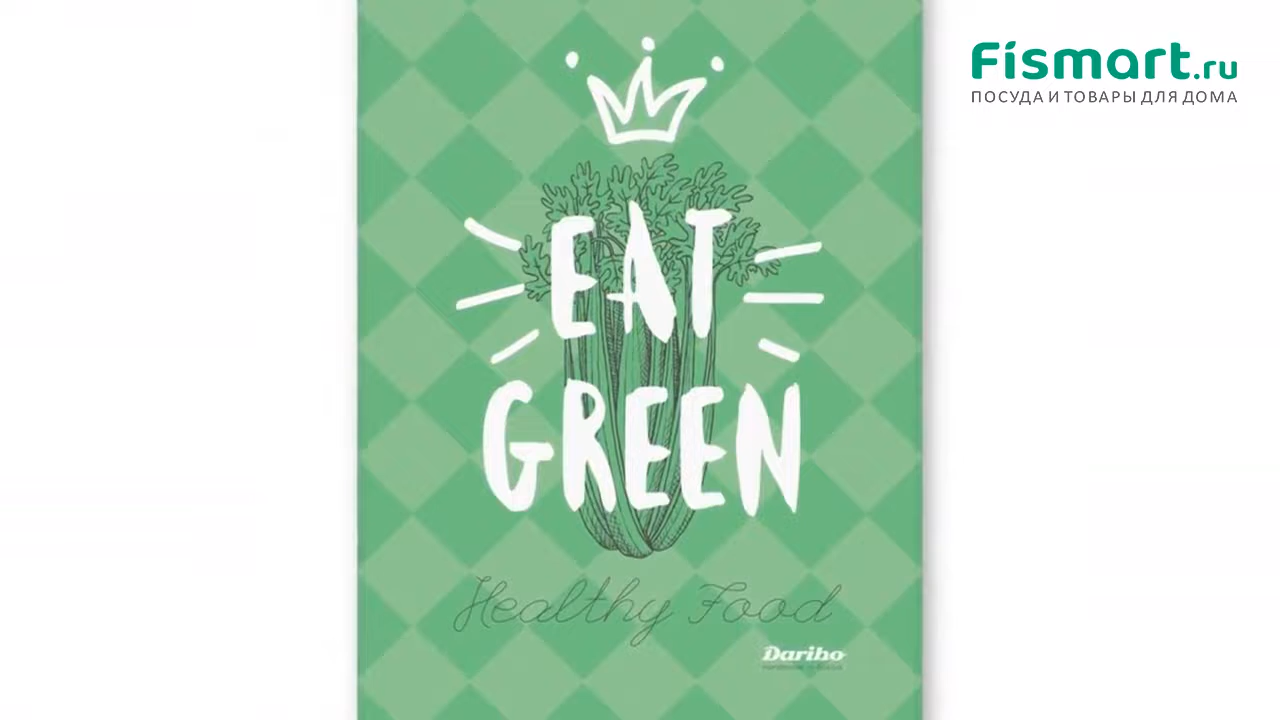 Fismart.ru
ПОСУДА И ТОВАРЫ ДЛЯ ДОМА
EAT
GREEN
Healthy Food
Dariho